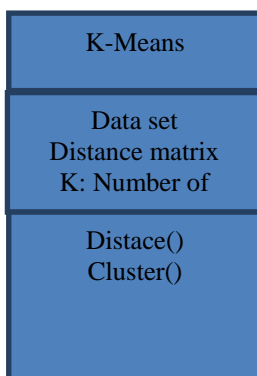 K-Means
Data set
Distance matrix
K: Number of
Distace()
Cluster()